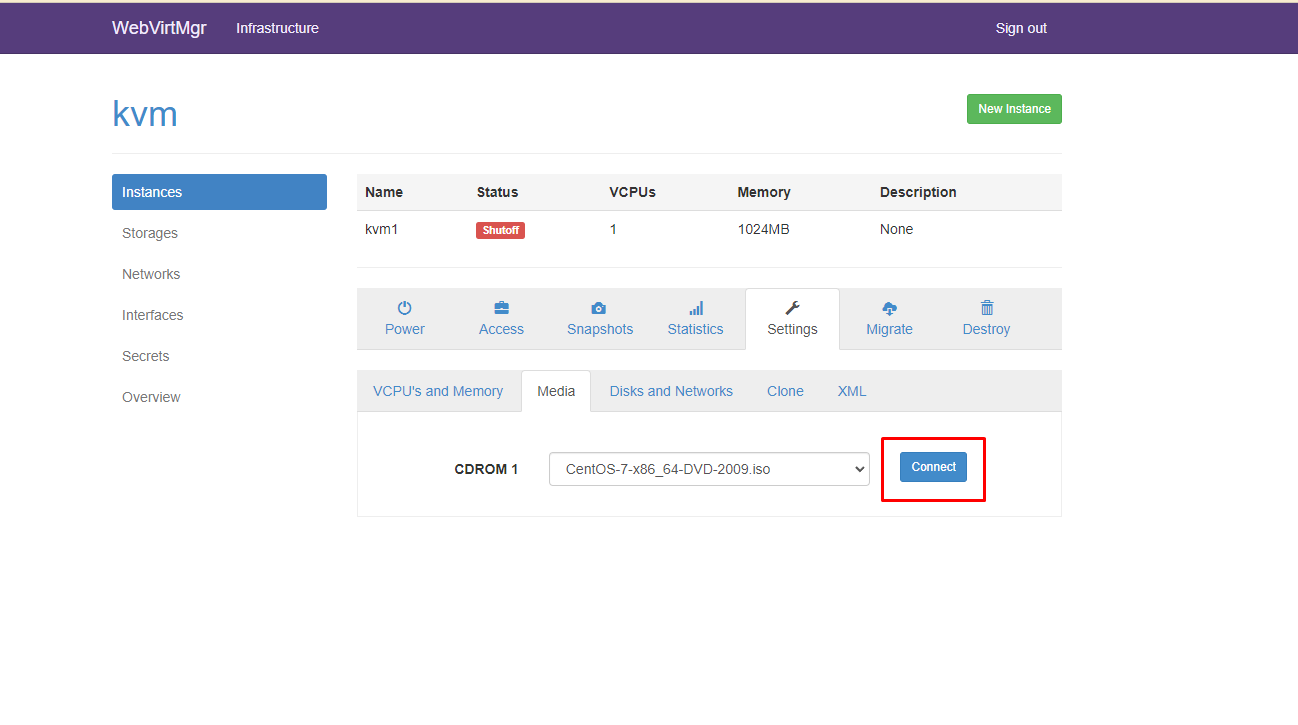 WebVirtMgr Infrastructure Sign out
kvm New Instance
Instances
Storages
Networks
Interfaces
Secrets
Overview
Name Status VCPUs Memory Description
kvm1 Shutoff 1 1024MB None
Power Access Snapshots Statistics Settings Migrate Destroy
VCPU's and Memory Media Disks and Networks Clone XML
CDROM 1 CentOS-7-x86_64-DVD-2009.iso Connect